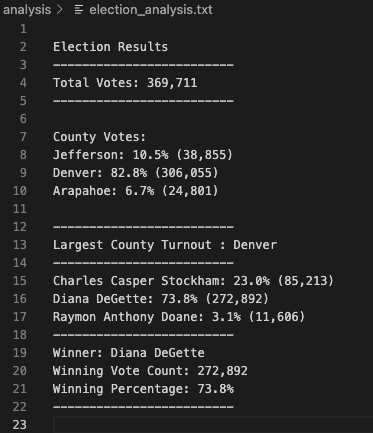 analysis > election_analysis.txt
1
2 Election Results
3 -------------------------
4 Total Votes: 369,711
5 -------------------------
6
7 County Votes:
8 Jefferson: 10.5% (38,855)
9 Denver: 82.8% (306,055)
10 Arapahoe: 6.7% (24,801)
11
12 -------------------------
13 Largest County Turnout : Denver
14 -------------------------
15 Charles Casper Stockham: 23.0% (85,213)
16 Diana DeGette: 73.8% (272,892)
17 Raymon Anthony Doane: 3.1% (11,606)
18 -------------------------
19 Winner: Diana DeGette
20 Winning Vote Count: 272,892
21 Winning Percentage: 73.8%
22 -------------------------
23